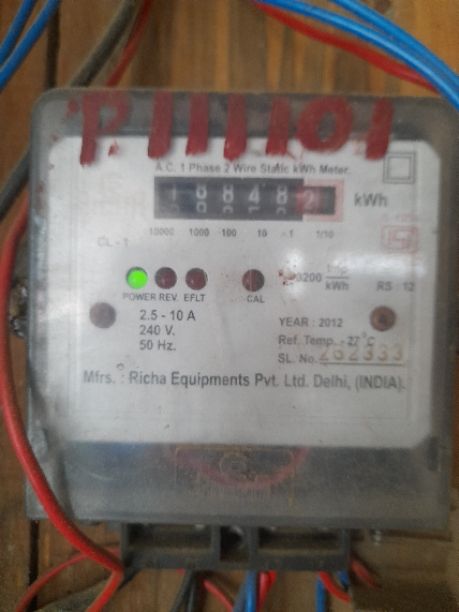 P111101
A.C. 1 Phase 2 Wire Static kWh Meter.
188482 kWh
10000 1000 100 10 1 1/10
CL - 1
3200 Imp/kWh
RS : 12
POWER REV. EFLT CAL
2.5 - 10 A
240 V.
50 Hz.
YEAR : 2012
Ref. Temp. - 27°C
SL. No. 262333
Mfrs. : Richa Equipments Pvt. Ltd. Delhi, (INDIA).